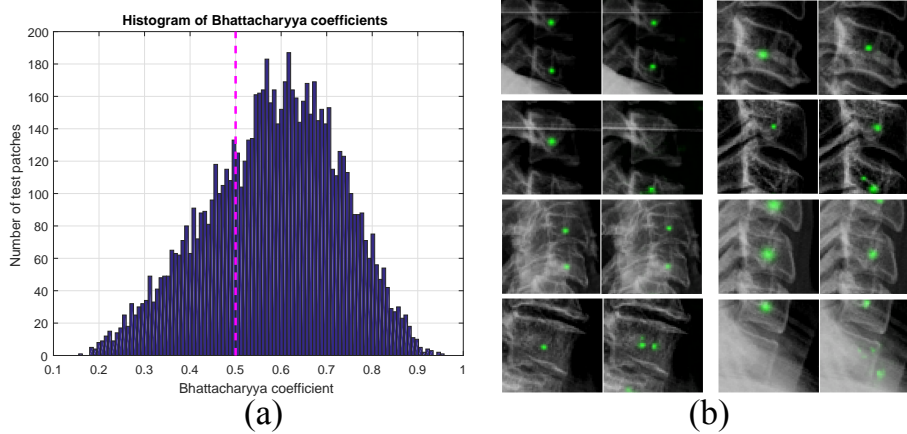 Histogram of Bhattacharyya coefficients
200
180
160
140
120
100
80
60
40
20
0
Number of test patches
0.1 0.2 0.3 0.4 0.5 0.6 0.7 0.8 0.9 1
Bhattacharyya coefficient
(a) (b)